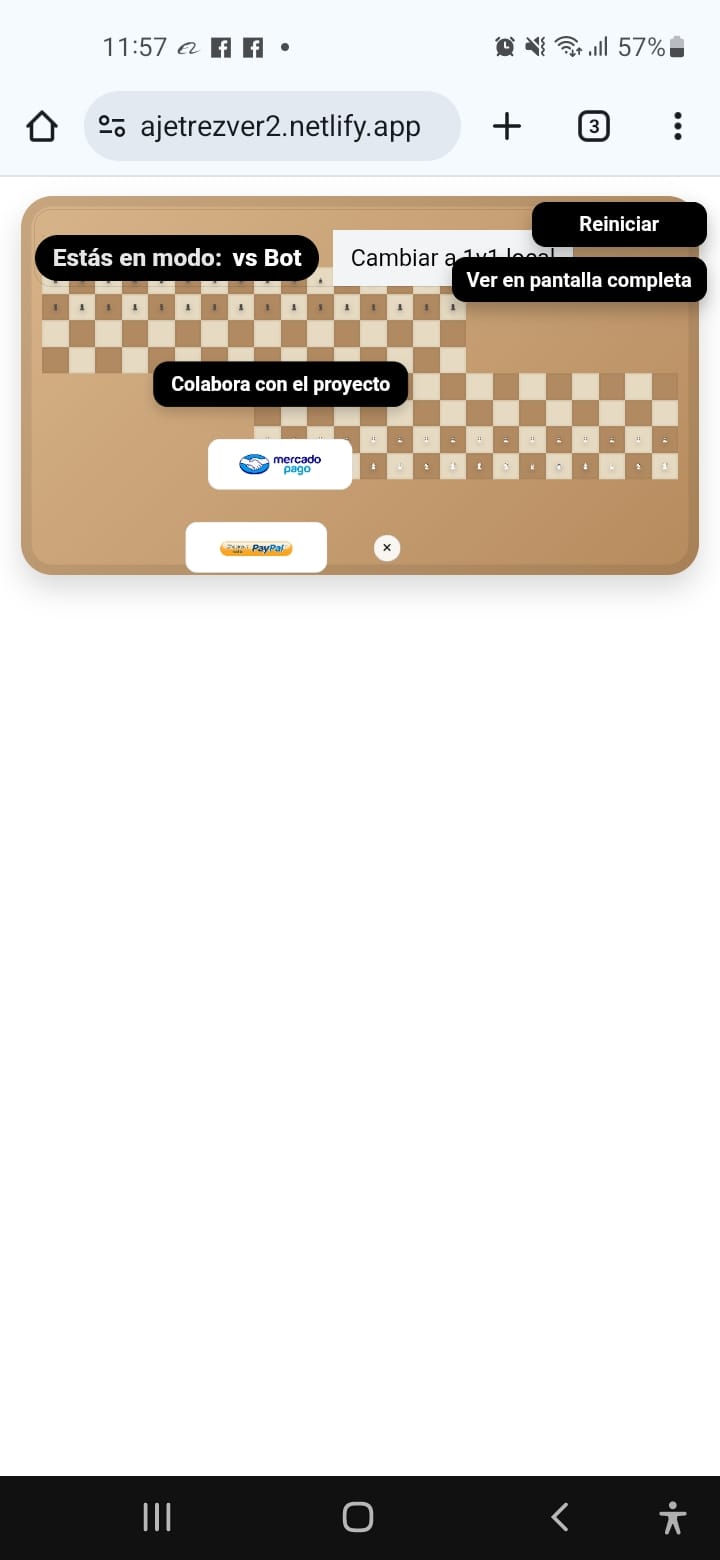 11:57
57%
ajetrezver2.netlify.app
3
Reiniciar
Estás en modo: vs Bot
Cambiar a 1v1 local
Ver en pantalla completa
Colabora con el proyecto
mercado
pago
PayPal
×